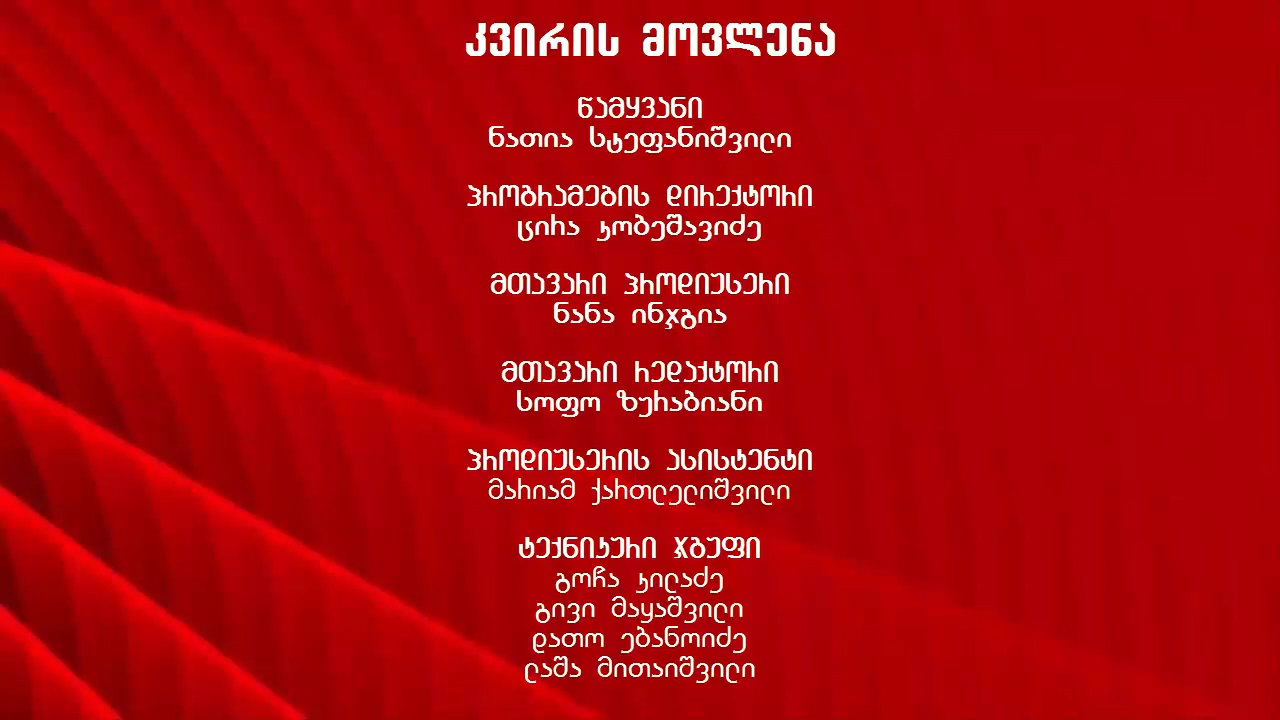 კვირის მოვლენა
წამყვანი
ნათია სტეფანიშვილი
პროგრამების დირექტორი
ცირა კობეშავიძე
მთავარი პროდიუსერი
ნანა ინჯგია
მთავარი რედაქტორი
სოფო ზურაბიანი
პროდიუსერის ასისტენტი
მარიამ ქართლელიშვილი
ტექნიკური ჯგუფი
გოჩა კილაძე
გივი მაყაშვილი
დათო ებანოიძე
ლაშა მითაიშვილი